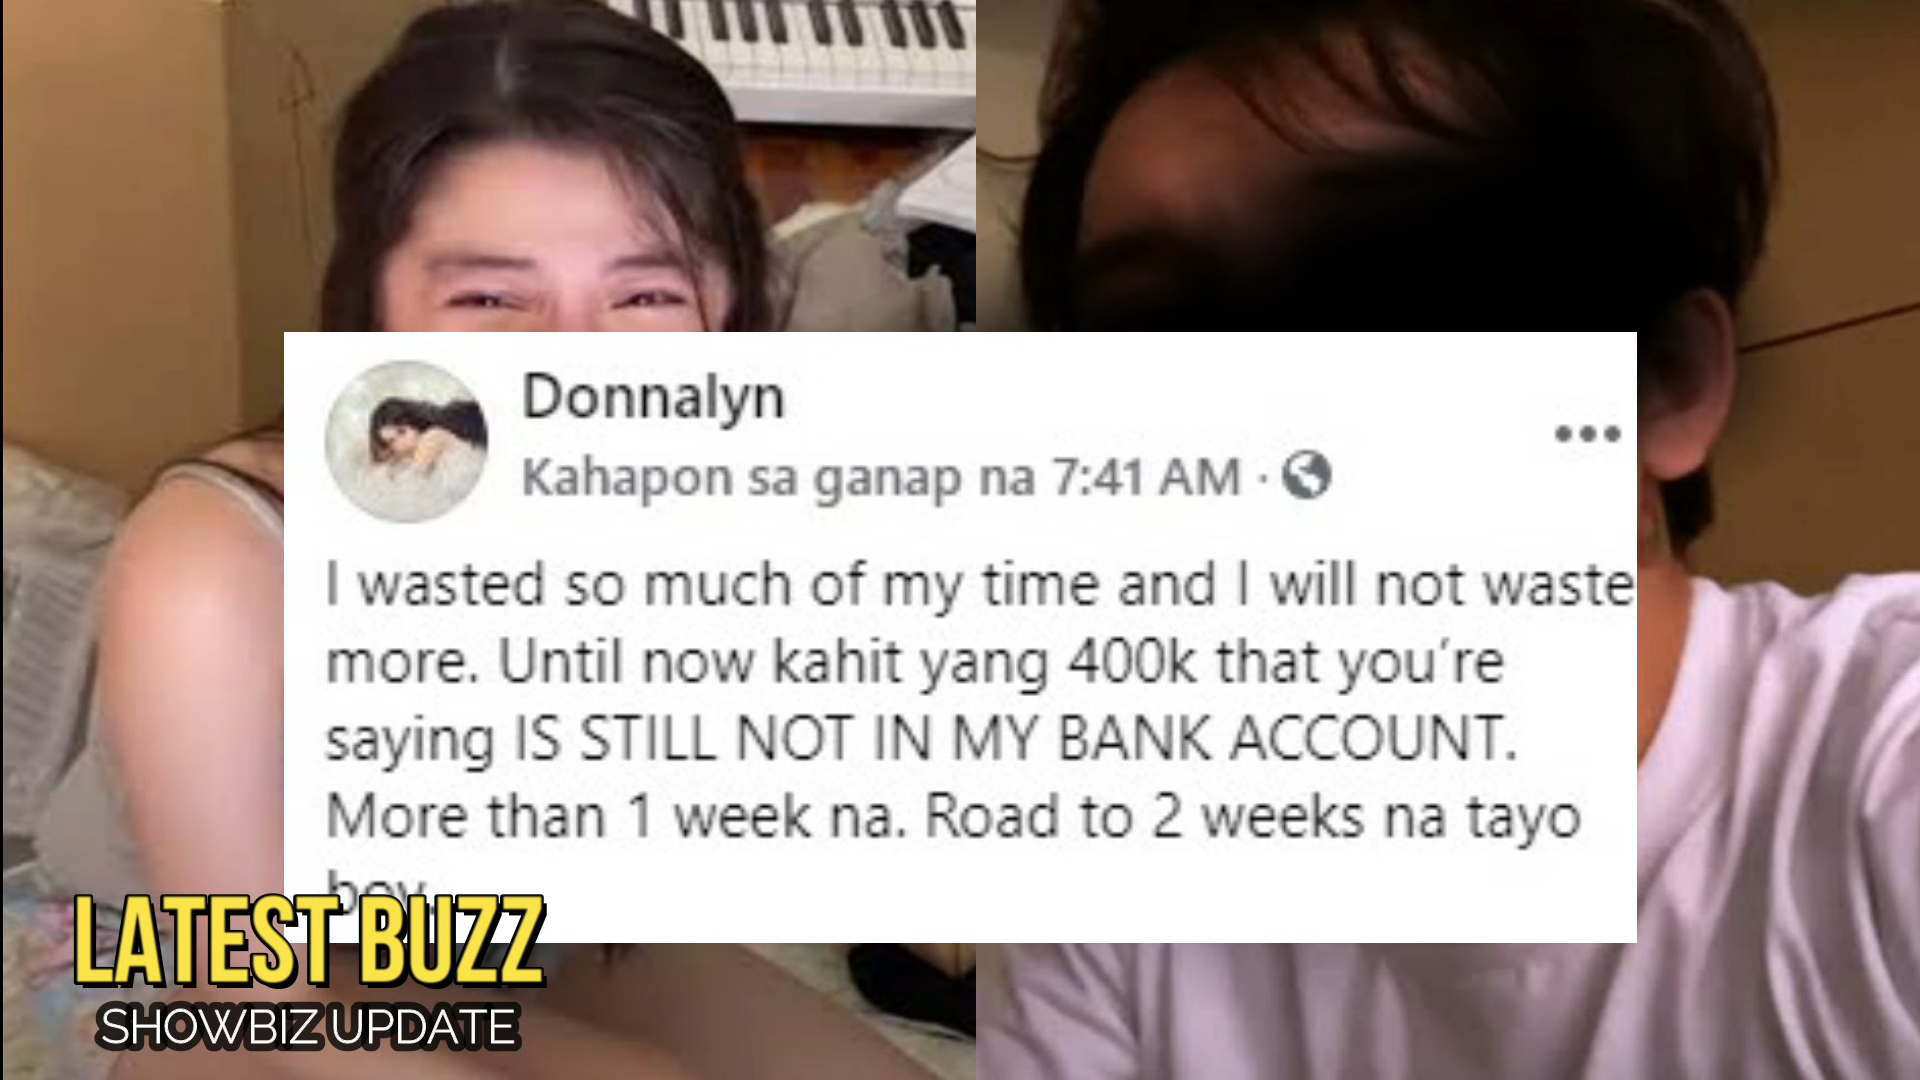 Donnalyn
Kahapon sa ganap na 7:41 AM ·
I wasted so much of my time and I will not waste
more. Until now kahit yang 400k that you're
saying IS STILL NOT IN MY BANK ACCOUNT.
More than 1 week na. Road to 2 weeks na tayo
boy.
LATEST BUZZ
SHOWBIZ UPDATE